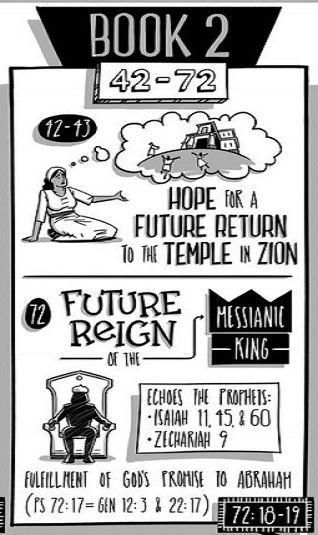 BOOK 2
42-72
42-43
HOPE FOR A
FUTURE RETURN
TO THE TEMPLE IN ZION
72
FUTURE
REIGN
OF THE
MESSIANIC
KING
ECHOES THE PROPHETS:
• ISAIAH 11, 45, & 60
• ZECHARIAH 9
FULFILLMENT OF GOD'S PROMISE TO ABRAHAM
(PS 72:17 = GEN 12:3 & 22:17)
72:18-19